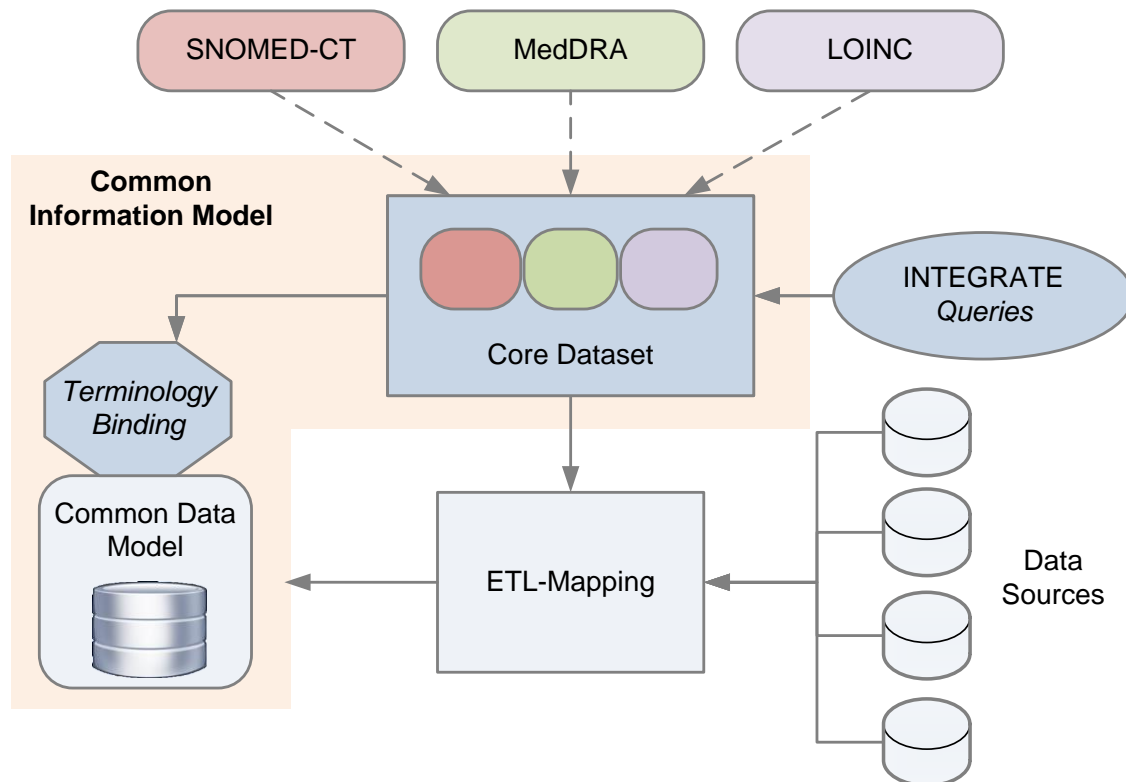 SNOMED-CT
MedDRA
LOINC
Common
Information Model
INTEGRATE
Queries
Core Dataset
Terminology
Binding
Common Data
Model
ETL-Mapping
Data
Sources